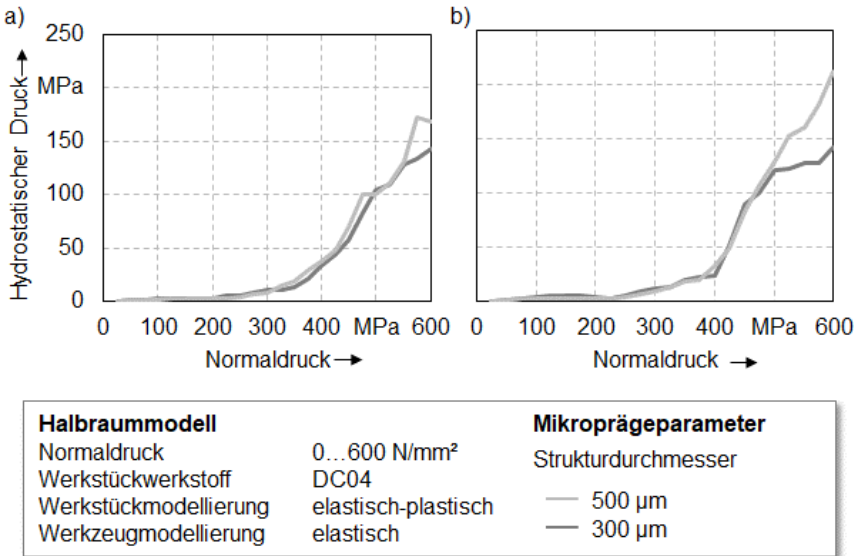 a)
250
MPa
150
100
50
0
Hydrostatischer Druck
0 100 200 300 400 MPa 600
Normaldruck
b)
0 100 200 300 400 MPa 600
Normaldruck
Halbraummodell
Normaldruck 0…600 N/mm²
Werkstückwerkstoff DC04
Werkstückmodellierung elastisch-plastisch
Werkzeugmodellierung elastisch
Mikroprägeparameter
Strukturdurchmesser
500 µm
300 µm